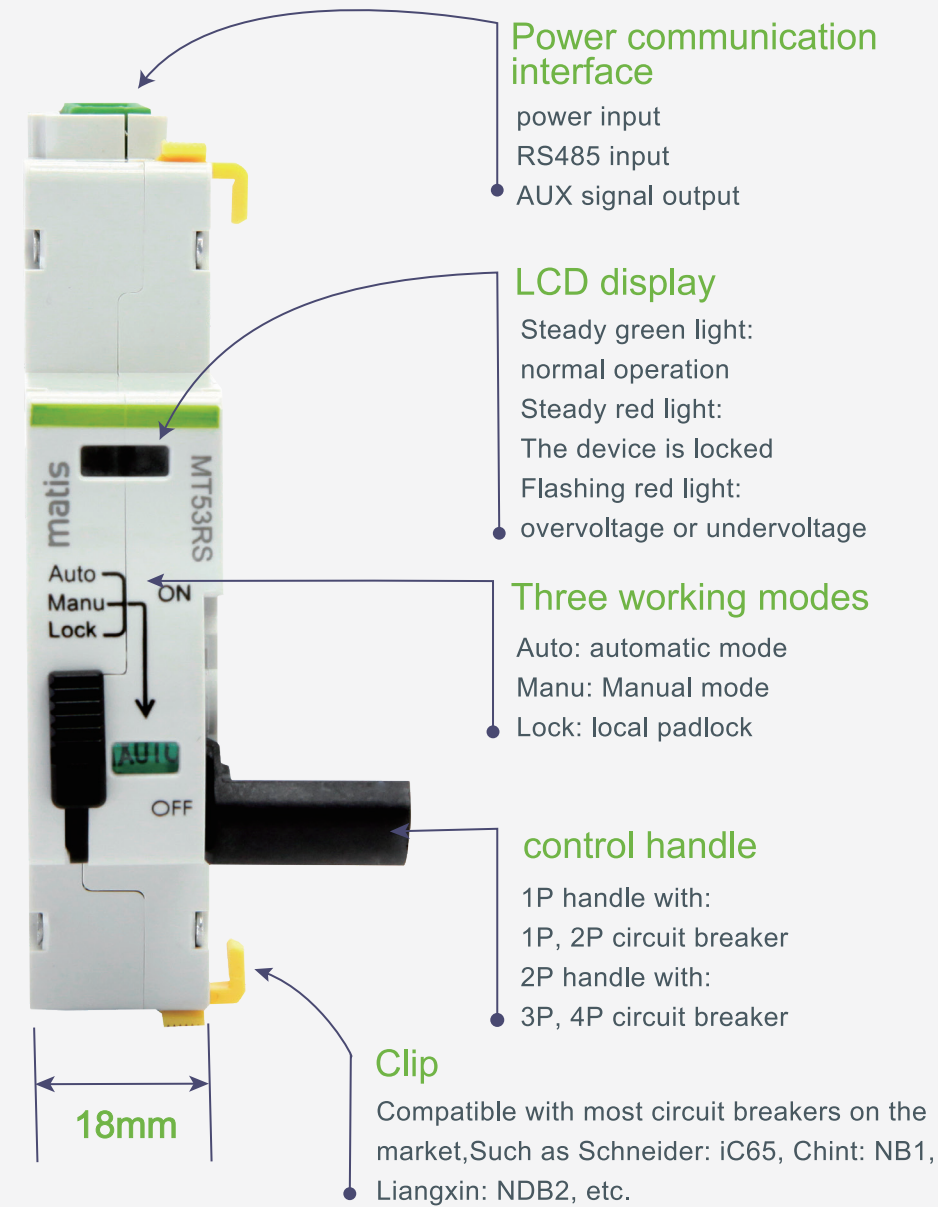 Power communication
interface
power input
RS485 input
AUX signal output
LCD display
Steady green light:
normal operation
Steady red light:
The device is locked
Flashing red light:
overvoltage or undervoltage
matis
MT53RS
Auto
Manu
Lock
ON
AUTO
OFF
Three working modes
Auto: automatic mode
Manu: Manual mode
Lock: local padlock
control handle
1P handle with:
1P, 2P circuit breaker
2P handle with:
3P, 4P circuit breaker
18mm
Clip
Compatible with most circuit breakers on the
market,Such as Schneider: iC65, Chint: NB1,
Liangxin: NDB2, etc.